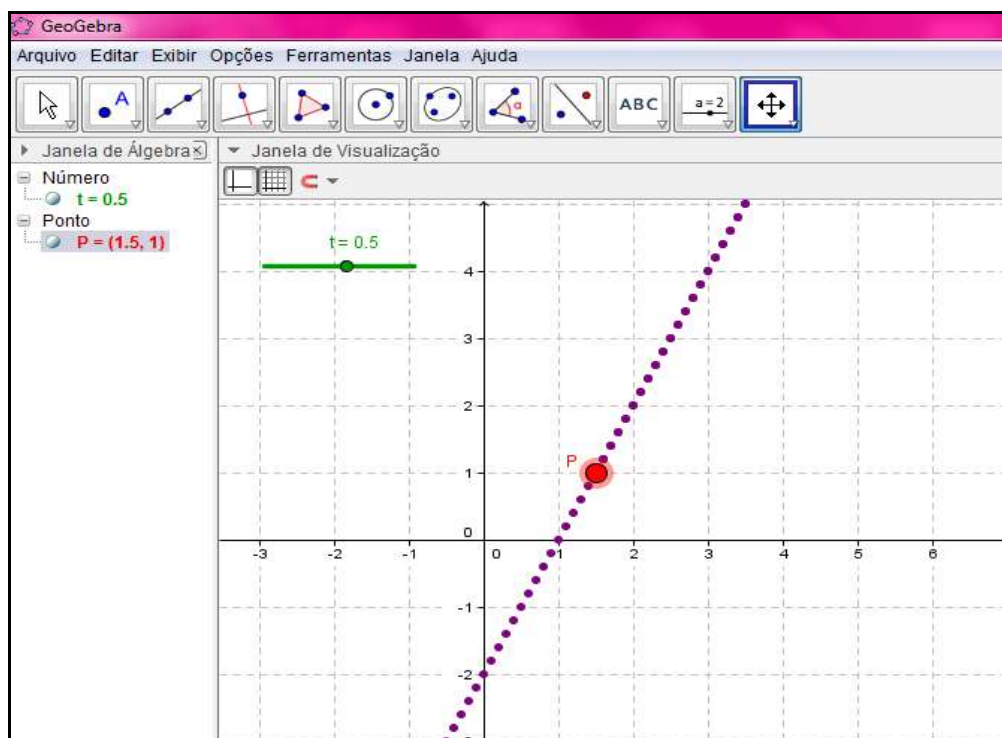 GeoGebra
Arquivo Editar Exibir Opções Ferramentas Janela Ajuda
A
α
ABC
a = 2
Janela de Álgebra
Janela de Visualização
Número
t = 0.5
Ponto
P = (1.5, 1)
t = 0.5
4
3
2
P
1
0
-3 -2 -1 0 1 2 3 4 5 6
-1
-2